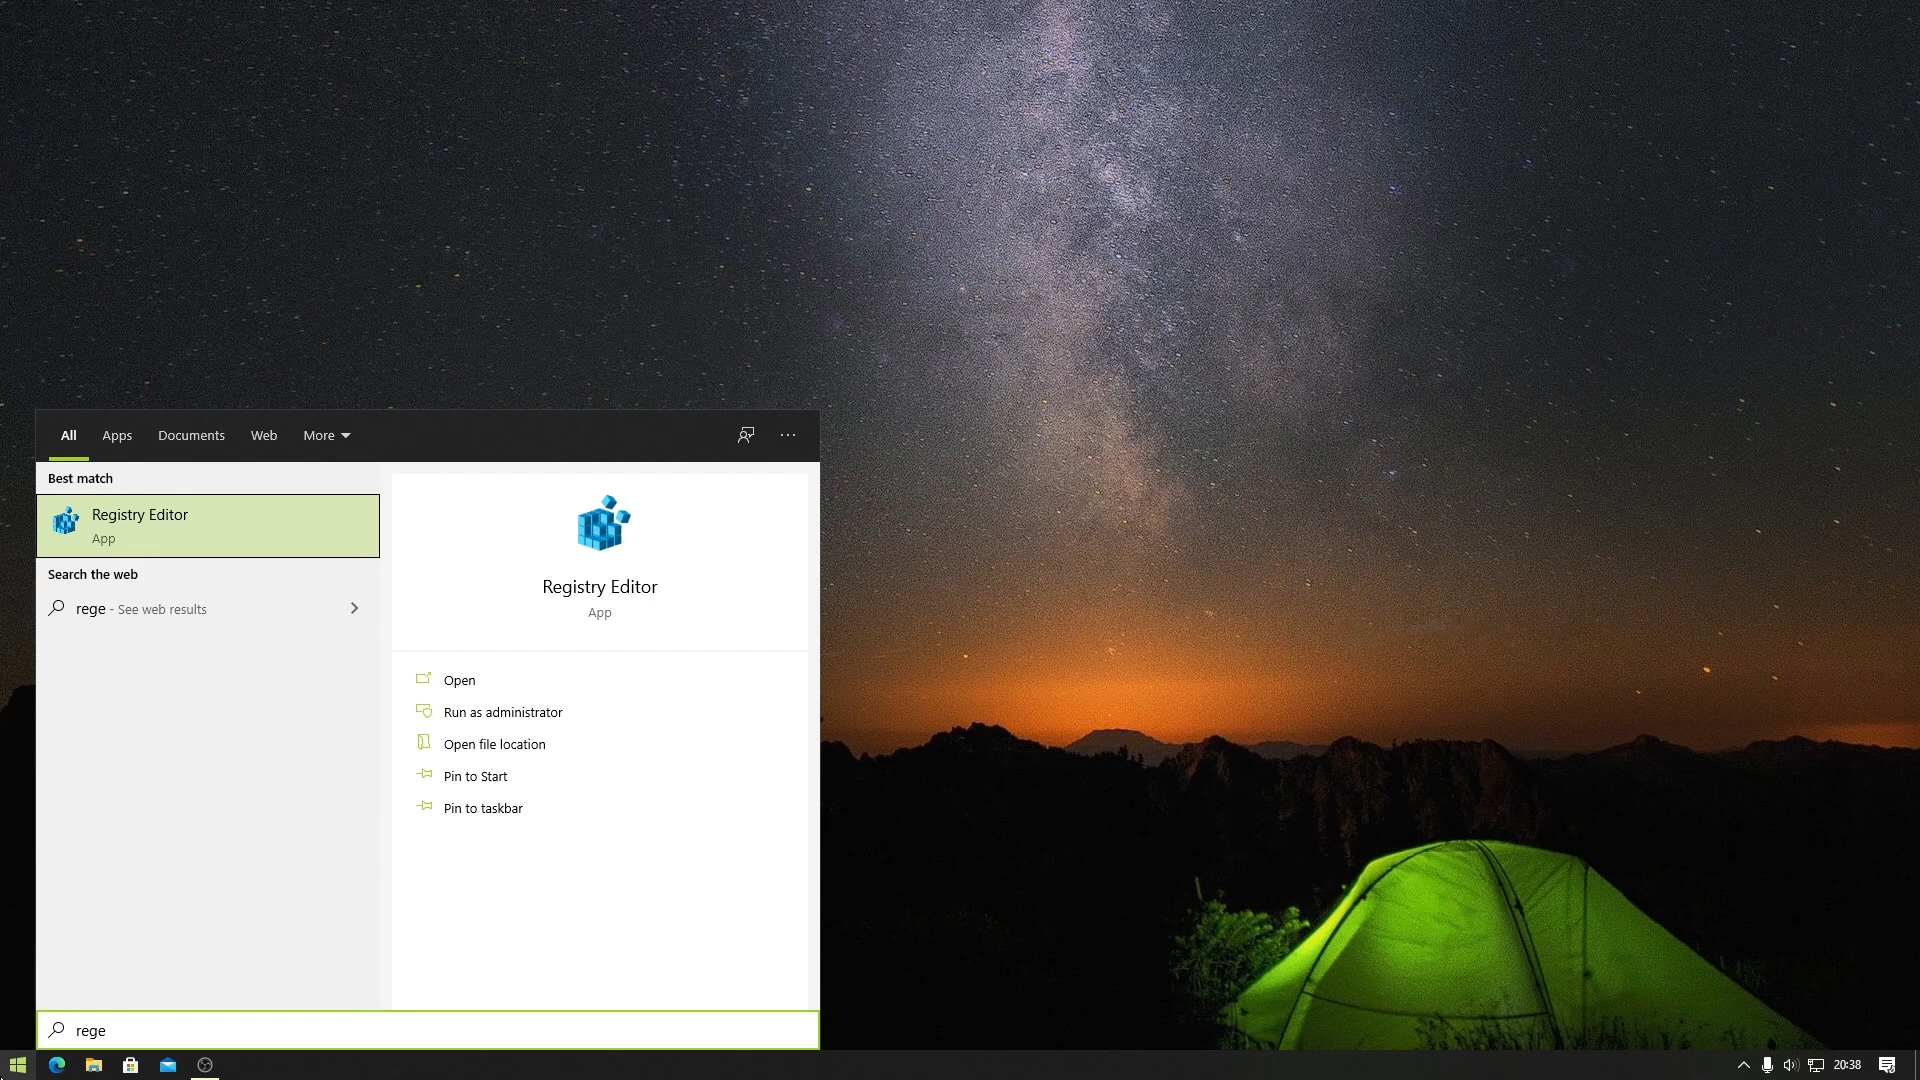 All Apps Documents Web More
Best match
Registry Editor
App
Search the web
rege - See web results
Registry Editor
App
Open
Run as administrator
Open file location
Pin to Start
Pin to taskbar
rege
20:38